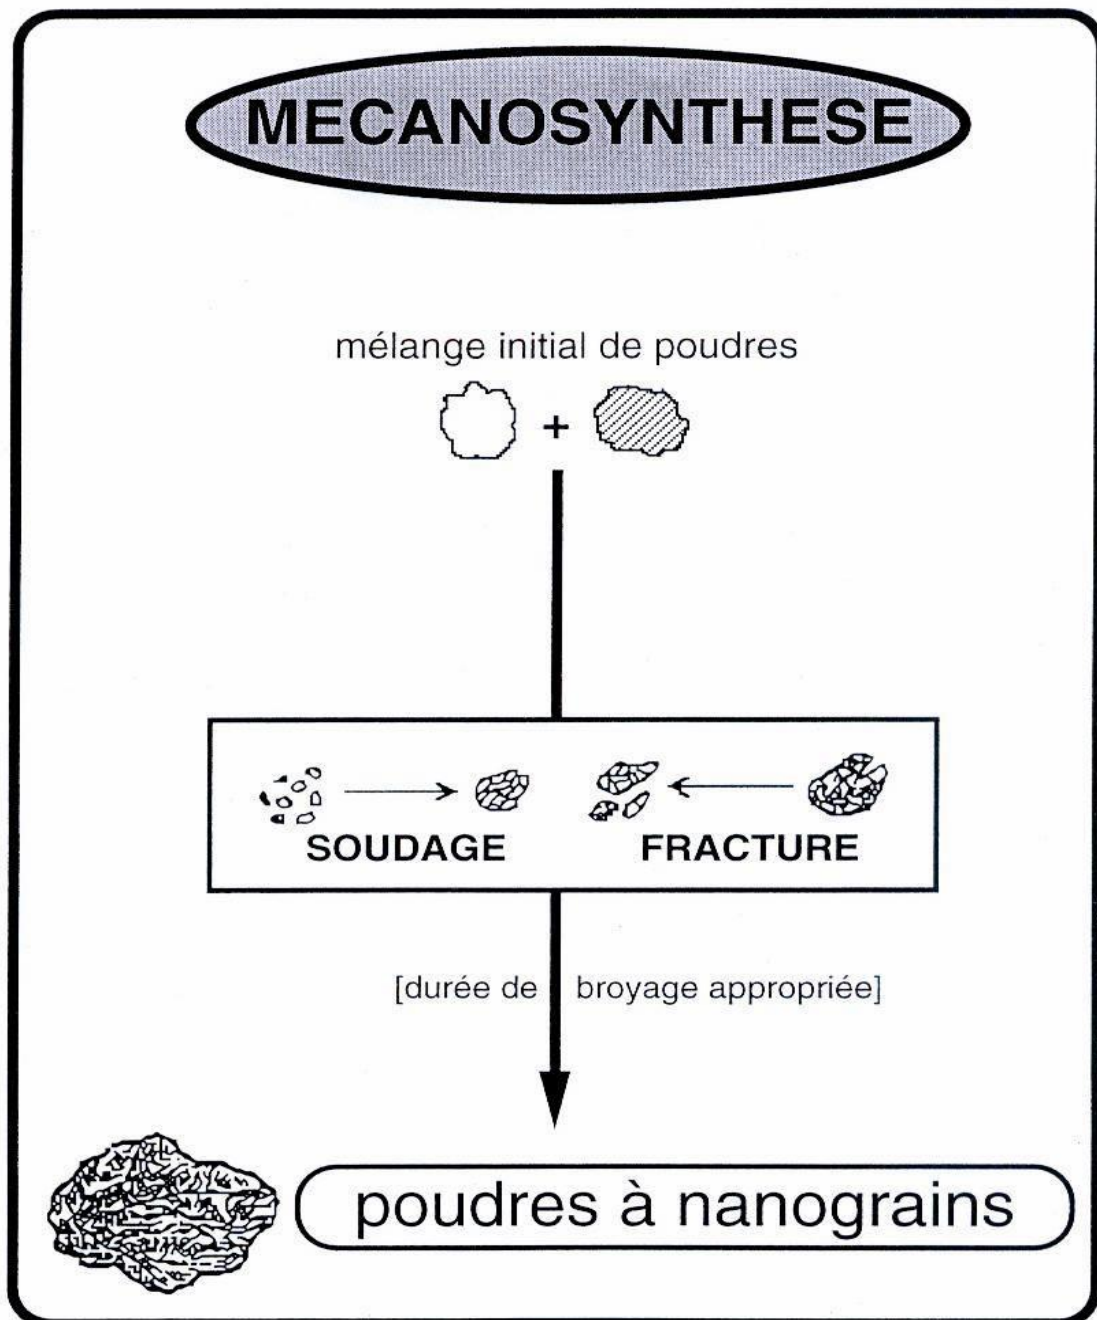 MECANOSYNTHESE
mélange initial de poudres
+
SOUDAGE FRACTURE
[durée de broyage appropriée]
poudres à nanograins